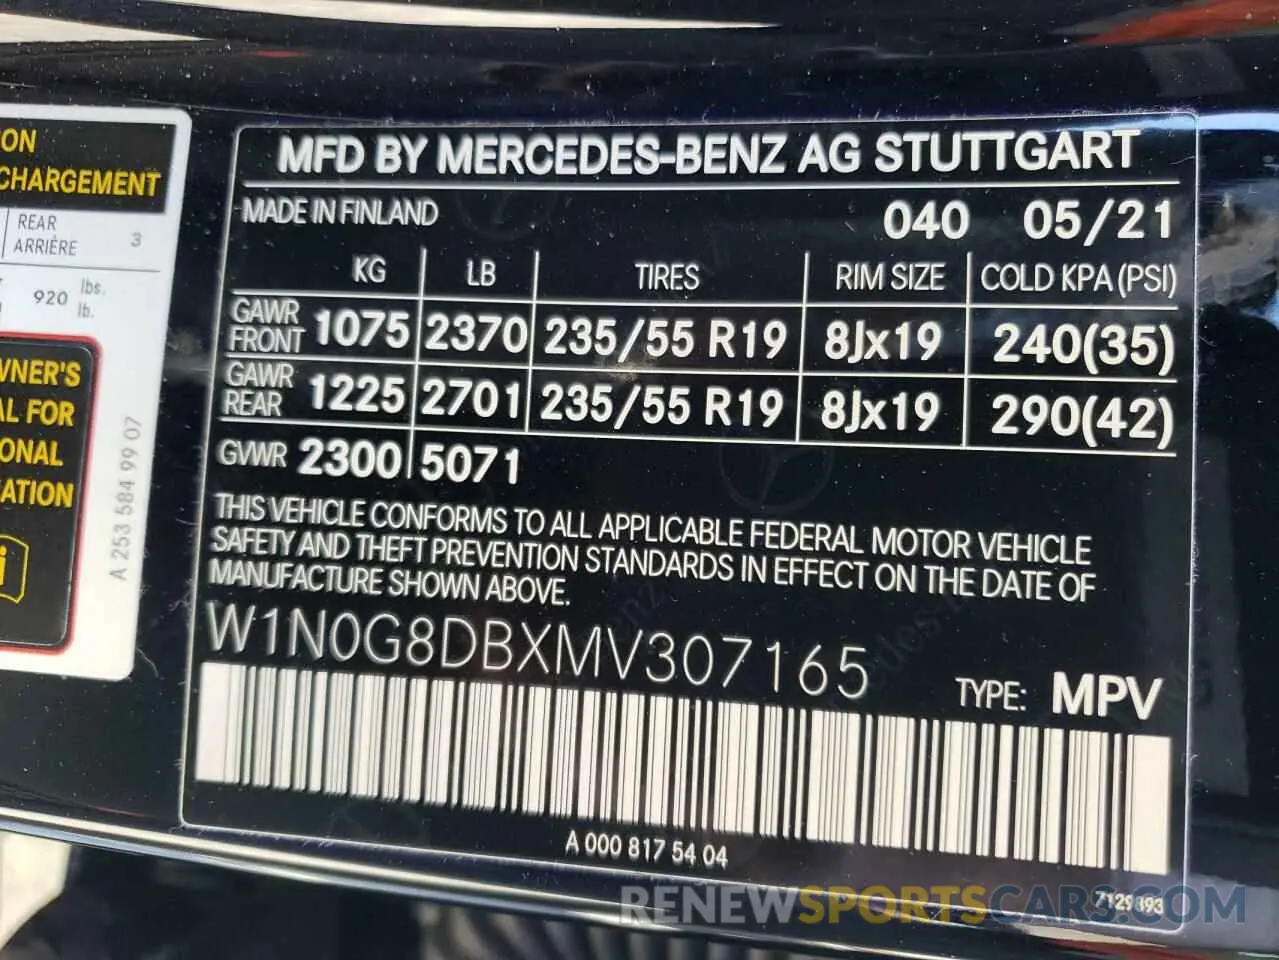 ON
CHARGEMENT
REAR
ARRIÈRE 3
920 lbs.
lb.
WNER'S
AL FOR
ONAL
ATION
A 253 584 99 07
MFD BY MERCEDES-BENZ AG STUTTGART
MADE IN FINLAND 040 05/21
KG LB TIRES RIM SIZE COLD KPA(PSI)
GAWR FRONT 1075 2370 235/55 R19 8Jx19 240(35)
GAWR REAR 1225 2701 235/55 R19 8Jx19 290(42)
GVWR 2300 5071
THIS VEHICLE CONFORMS TO ALL APPLICABLE FEDERAL MOTOR VEHICLE
SAFETY AND THEFT PREVENTION STANDARDS IN EFFECT ON THE DATE OF
MANUFACTURE SHOWN ABOVE.
W1N0G8DBXMV307165
TYPE: MPV
A 000 817 54 04
7129893
RENEWSPORTSCARS.COM